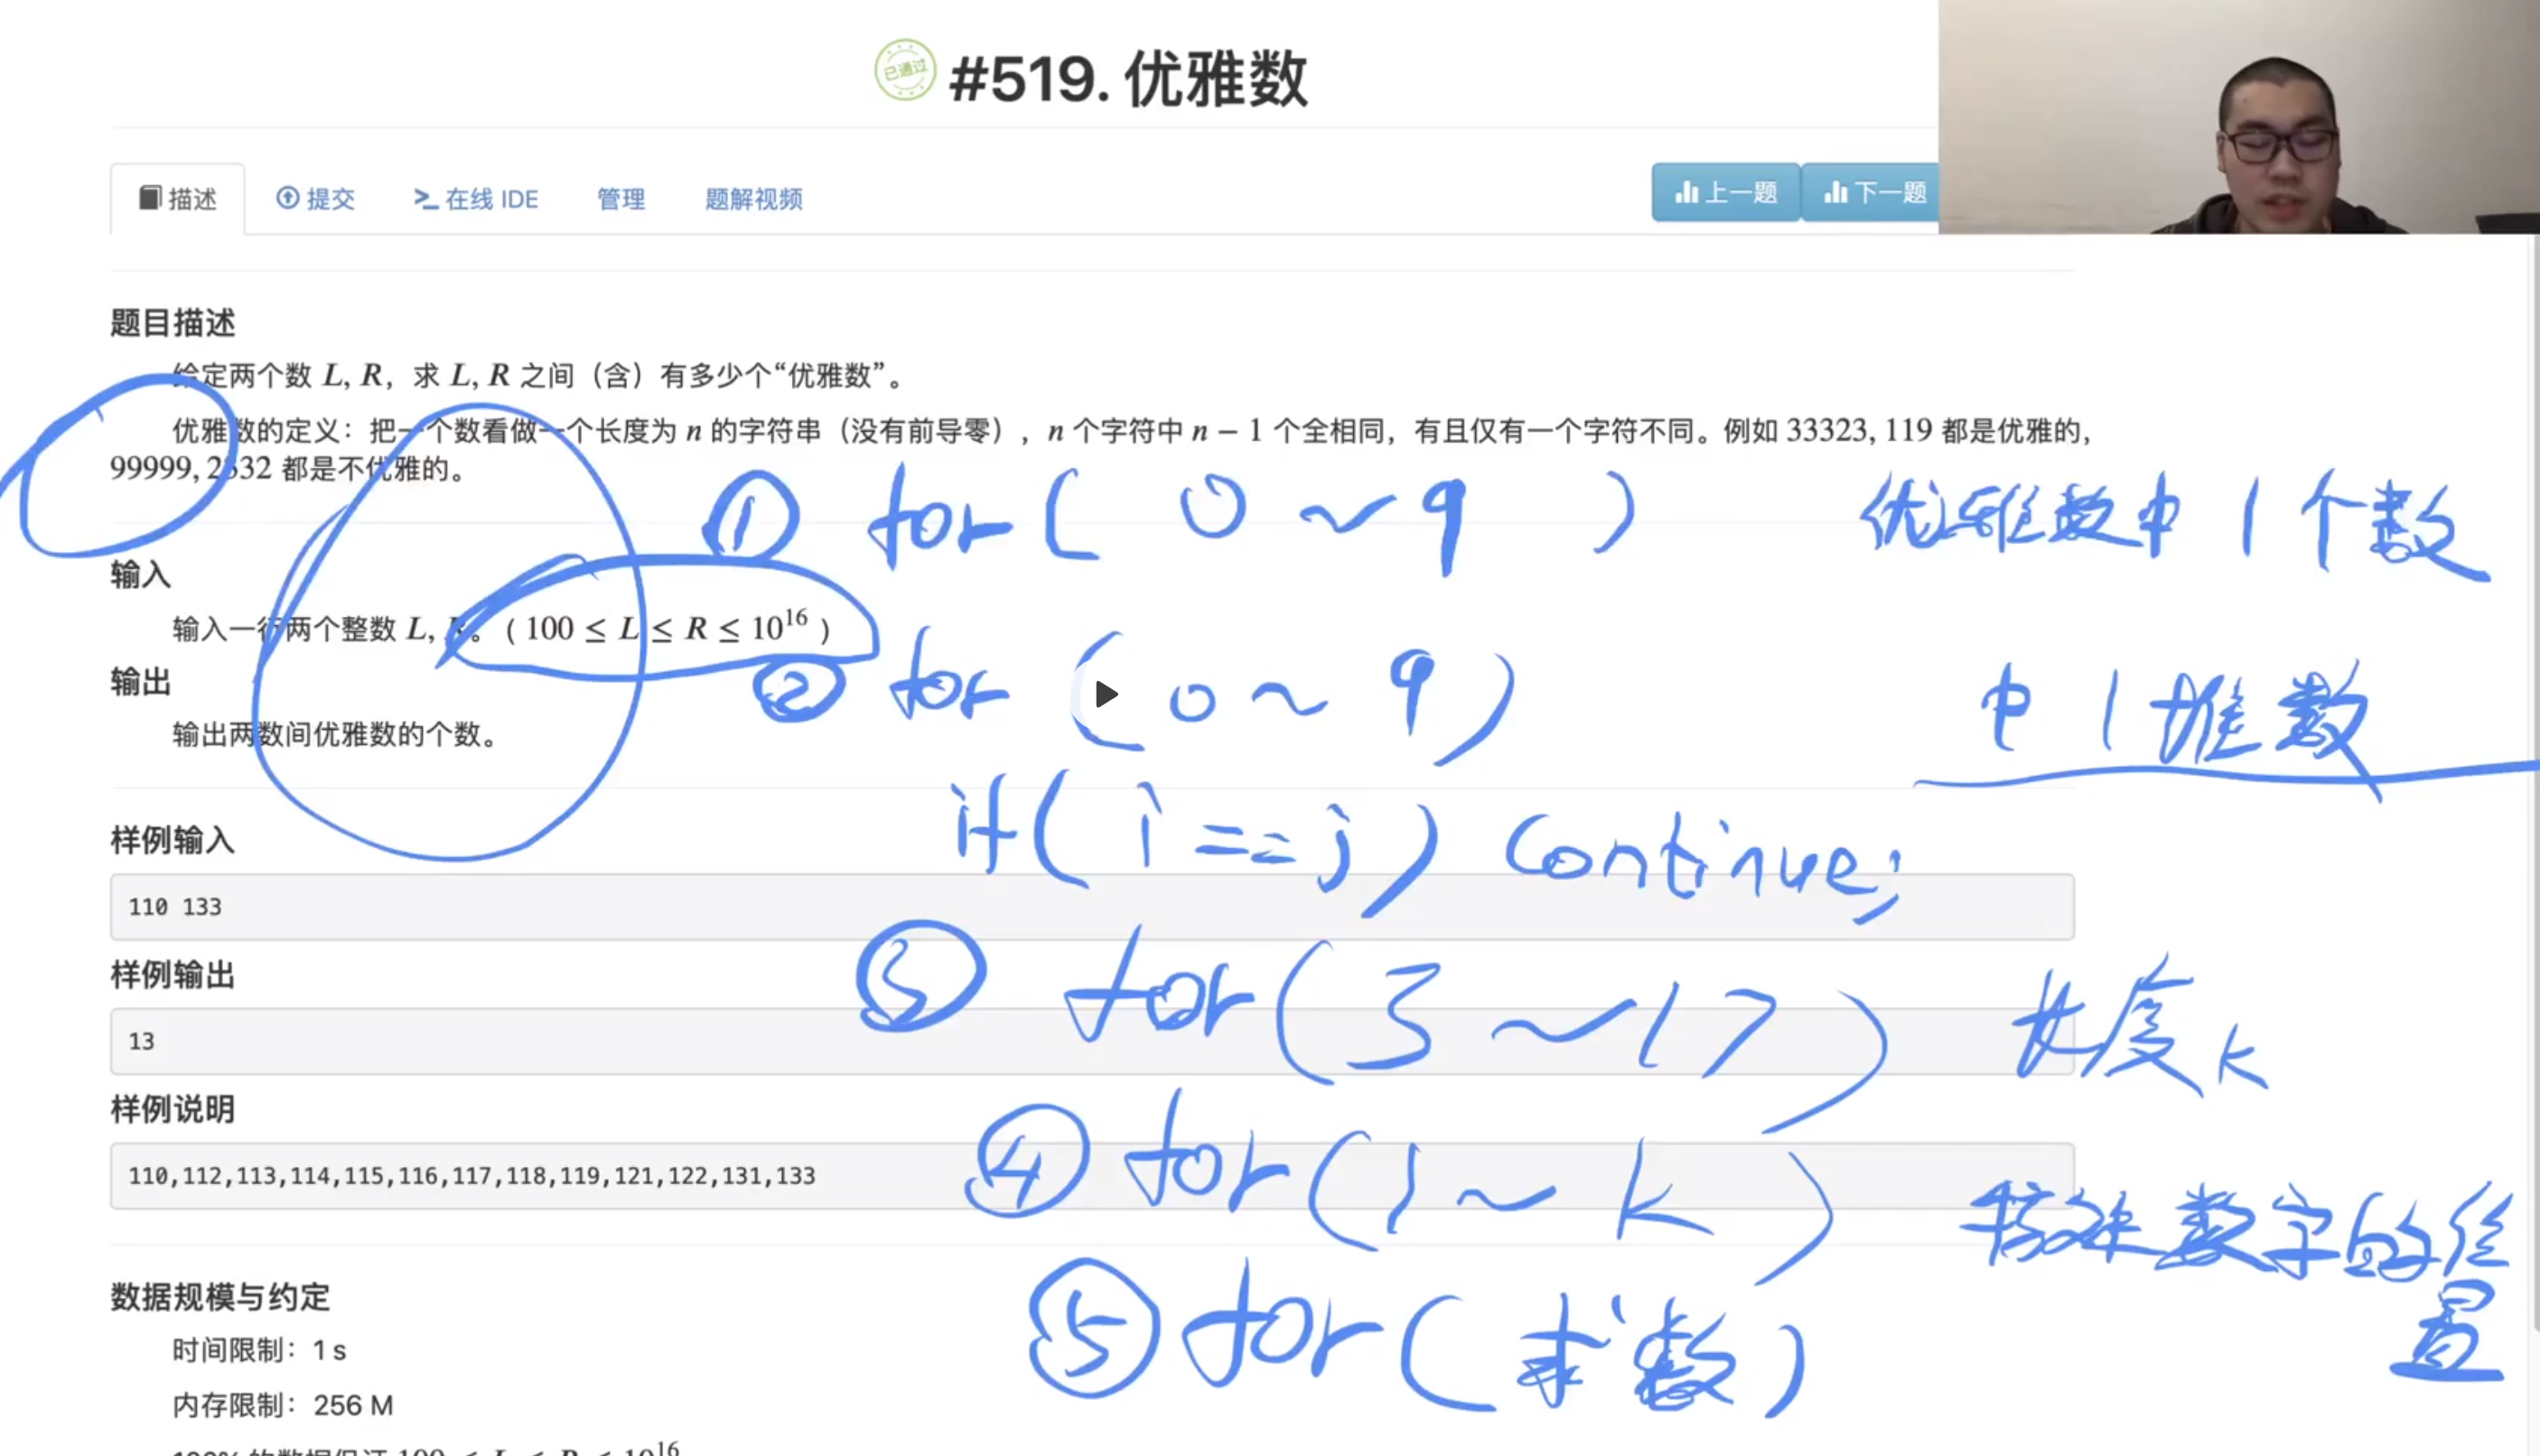 已通过 #519. 优雅数
描述 提交 在线 IDE 管理 题解视频 上一题 下一题
题目描述
给定两个数 L, R，求 L, R 之间（含）有多少个“优雅数”。
优雅数的定义：把一个数看做一个长度为 n 的字符串（没有前导零），n 个字符中 n − 1 个全相同，有且仅有一个字符不同。例如 33323, 119 都是优雅的，
99999, 2332 都是不优雅的。
① for ( 0 ~ 9 ) 优雅数中 1 个数
输入
输入一行两个整数 L, R。（ 100 ≤ L ≤ R ≤ 10^16 ）
② for ( 0 ~ 9 ) 中 1 堆数
输出
输出两数间优雅数的个数。
if ( i == j ) continue;
样例输入
110 133
样例输出
③ for ( 3 ~ 17 ) 长度 k
13
样例说明
110,112,113,114,115,116,117,118,119,121,122,131,133
④ for ( 1 ~ k ) 特殊数字的位置
数据规模与约定
⑤ for ( 求数 )
时间限制：1 s
内存限制：256 M
100% 的数据保证 100 ≤ L ≤ R ≤ 10^16